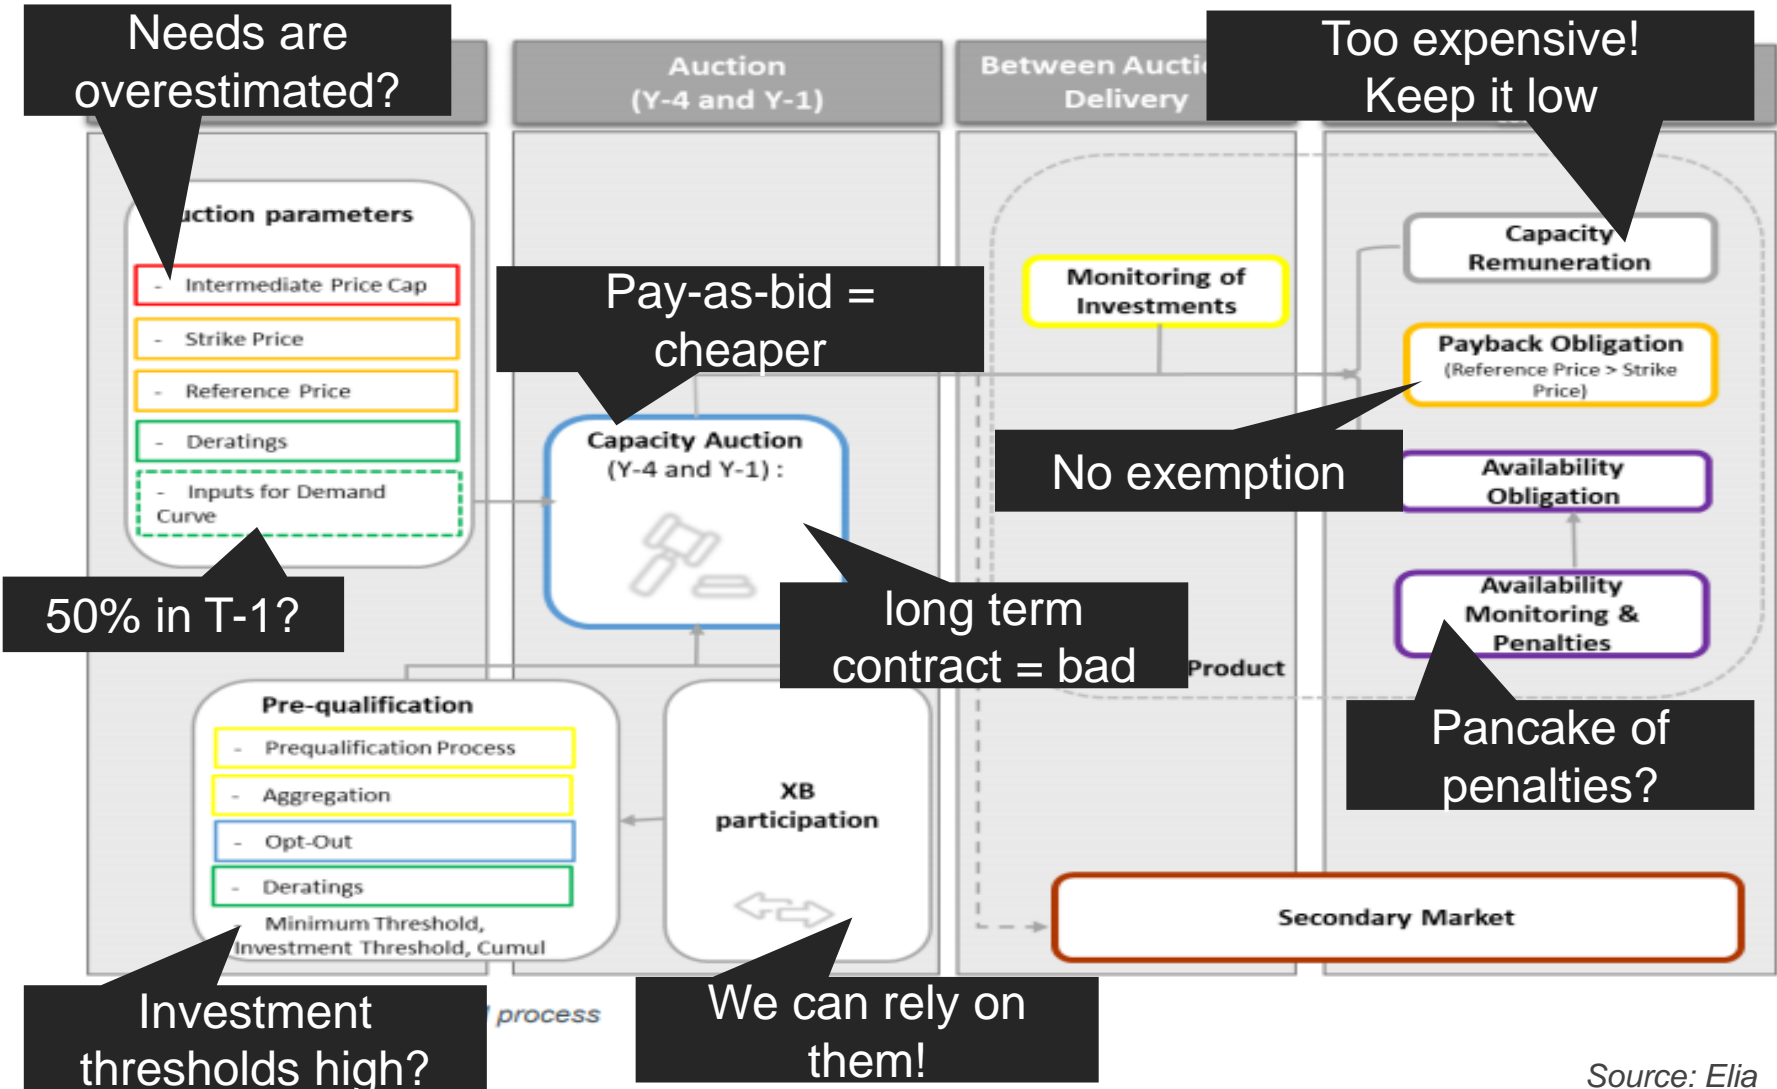 Needs are
overestimated?
Auction
(Y-4 and Y-1)
Between Aucti
Delivery
Too expensive!
Keep it low
uction parameters
- Intermediate Price Cap
- Strike Price
- Reference Price
- Deratings
- Inputs for Demand
Curve
50% in T-1?
Pay-as-bid =
cheaper
Capacity Auction
(Y-4 and Y-1) :
long term
contract = bad
Monitoring of
Investments
Capacity
Remuneration
Payback Obligation
(Reference Price > Strike
Price)
No exemption
Availability
Obligation
Availability
Monitoring &
Penalties
Product
Pancake of
penalties?
Pre-qualification
- Prequalification Process
- Aggregation
- Opt-Out
- Deratings
- Minimum Threshold,
Investment Threshold, Cumul
XB
participation
Secondary Market
Investment
thresholds high?
process
We can rely on
them!
Source: Elia